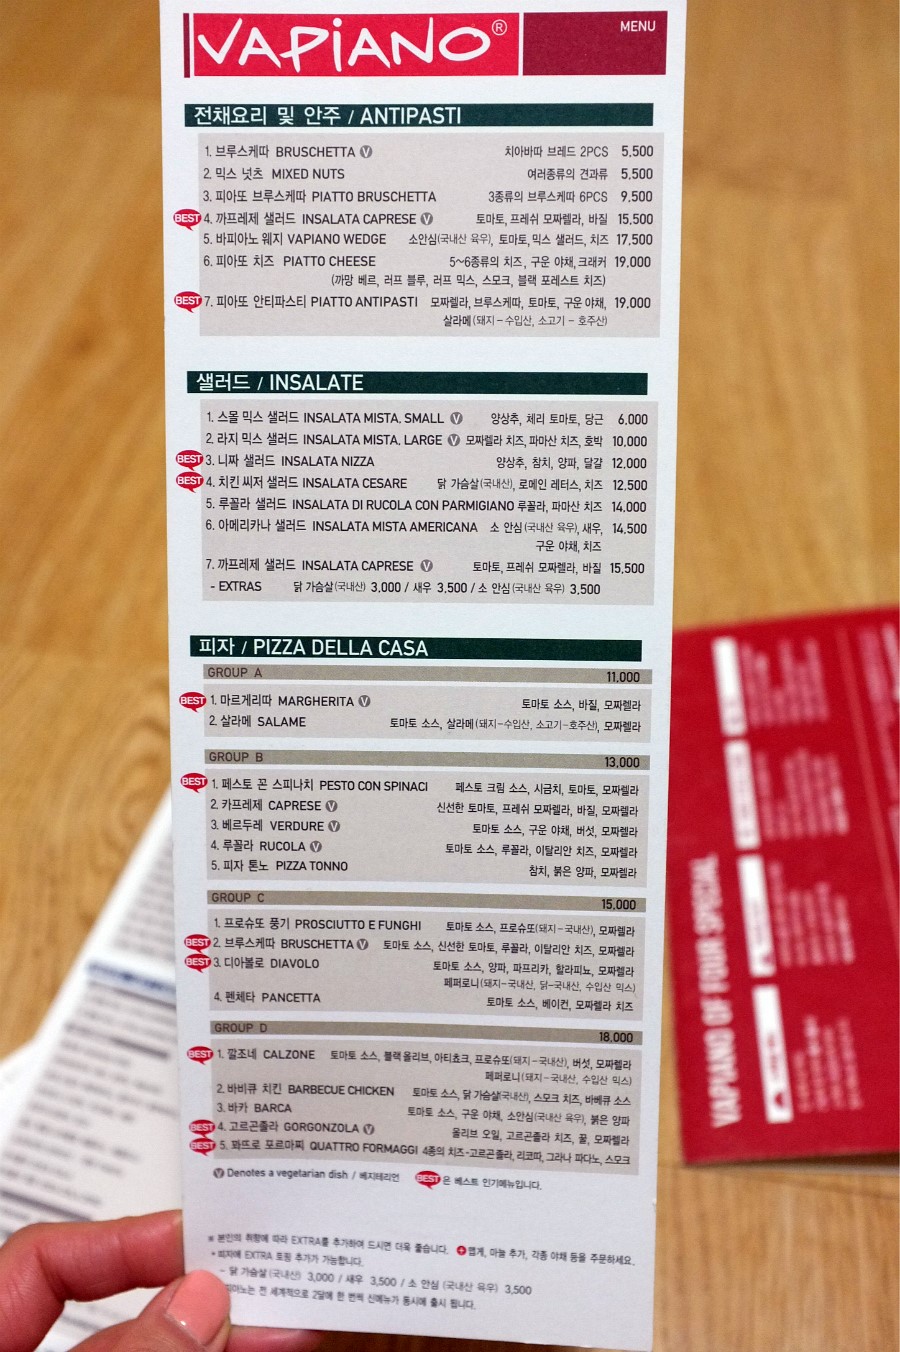 VAPIANO®
MENU
전채요리 및 안주 / ANTIPASTI
1. 브루스케따 BRUSCHETTA Ⓥ 치아바따 브레드 2PCS 5,500
2. 믹스 넛츠 MIXED NUTS 여러종류의 견과류 5,500
3. 피아또 브루스케따 PIATTO BRUSCHETTA 3종류의 브루스케따 6PCS 9,500
BEST 4. 까프레제 샐러드 INSALATA CAPRESE Ⓥ 토마토, 프레쉬 모짜렐라, 바질 15,500
5. 바피아노 웨지 VAPIANO WEDGE 소안심(국내산 육우), 토마토, 믹스 샐러드, 치즈 17,500
6. 피아또 치즈 PIATTO CHEESE 5~6종류의 치즈, 구운 야채, 크래커 19,000
(까망 베르, 러프 블루, 러프 믹스, 스모크, 블랙 포레스트 치즈)
BEST 7. 피아또 안티파스티 PIATTO ANTIPASTI 모짜렐라, 브루스케따, 토마토, 구운 야채, 19,000
살라메(돼지 - 수입산, 소고기 - 호주산)
샐러드 / INSALATE
1. 스몰 믹스 샐러드 INSALATA MISTA. SMALL Ⓥ 양상추, 체리 토마토, 당근 6,000
2. 라지 믹스 샐러드 INSALATA MISTA. LARGE Ⓥ 모짜렐라 치즈, 파마산 치즈, 호박 10,000
BEST 3. 니짜 샐러드 INSALATA NIZZA 양상추, 참치, 양파, 달걀 12,000
BEST 4. 치킨 씨저 샐러드 INSALATA CESARE 닭 가슴살(국내산), 로메인 레터스, 치즈 12,500
5. 루꼴라 샐러드 INSALATA DI RUCOLA CON PARMIGIANO 루꼴라, 파마산 치즈 14,000
6. 아메리카나 샐러드 INSALATA MISTA AMERICANA 소 안심(국내산 육우), 새우, 14,500
구운 야채, 치즈
7. 까프레제 샐러드 INSALATA CAPRESE Ⓥ 토마토, 프레쉬 모짜렐라, 바질 15,500
- EXTRAS 닭 가슴살(국내산) 3,000 / 새우 3,500 / 소 안심(국내산 육우) 3,500
피자 / PIZZA DELLA CASA
GROUP A 11,000
BEST 1. 마르게리따 MARGHERITA Ⓥ 토마토 소스, 바질, 모짜렐라
2. 살라메 SALAME 토마토 소스, 살라메(돼지-수입산, 소고기-호주산), 모짜렐라
GROUP B 13,000
BEST 1. 페스토 꼰 스피나치 PESTO CON SPINACI 페스토 크림 소스, 시금치, 토마토, 모짜렐라
2. 카프레제 CAPRESE Ⓥ 신선한 토마토, 프레쉬 모짜렐라, 바질, 모짜렐라
3. 베르두레 VERDURE Ⓥ 토마토 소스, 구운 야채, 버섯, 모짜렐라
4. 루꼴라 RUCOLA Ⓥ 토마토 소스, 루꼴라, 이탈리안 치즈, 모짜렐라
5. 피자 톤노 PIZZA TONNO 참치, 붉은 양파, 모짜렐라
GROUP C 15,000
1. 프로슈또 풍기 PROSCIUTTO E FUNGHI 토마토 소스, 프로슈또(돼지-국내산), 모짜렐라
BEST 2. 브루스케따 BRUSCHETTA Ⓥ 토마토 소스, 신선한 토마토, 루꼴라, 이탈리안 치즈, 모짜렐라
BEST 3. 디아볼로 DIAVOLO 토마토 소스, 양파, 파프리카, 할라피뇨, 모짜렐라
페퍼로니(돼지-국내산, 닭-국내산, 수입산 믹스)
4. 펜체타 PANCETTA 토마토 소스, 베이컨, 모짜렐라 치즈
GROUP D 18,000
BEST 1. 깔조네 CALZONE 토마토 소스, 블랙 올리브, 아티쵸크, 프로슈또(돼지-국내산), 버섯, 모짜렐라
페퍼로니(돼지-국내산, 수입산 믹스)
2. 바비큐 치킨 BARBECUE CHICKEN 토마토 소스, 닭 가슴살(국내산), 스모크 치즈, 바베큐 소스
3. 바카 BARCA 토마토 소스, 구운 야채, 소안심(국내산 육우), 붉은 양파
BEST 4. 고르곤졸라 GORGONZOLA Ⓥ 올리브 오일, 고르곤졸라 치즈, 꿀, 모짜렐라
BEST 5. 꽈뜨로 포르마찌 QUATTRO FORMAGGI 4종의 치즈-고르곤졸라, 리코따, 그라나 파다노, 스모크
Ⓥ Denotes a vegetarian dish / 베지테리언 BEST 은 베스트 인기메뉴입니다.
※ 본인의 취향에 따라 EXTRA를 추가하여 드시면 더욱 좋습니다. 맵게, 마늘 추가, 각종 야채 등을 주문하세요.
* 피자에 EXTRA 토핑 추가가 가능합니다.
- 닭 가슴살(국내산) 3,000 / 새우 3,500 / 소 안심 (국내산 육우) 3,500
전 세계적으로 2달에 한 번씩 신메뉴가 동시에 출시 됩니다.
VAPIANO OF FOUR SPECIAL